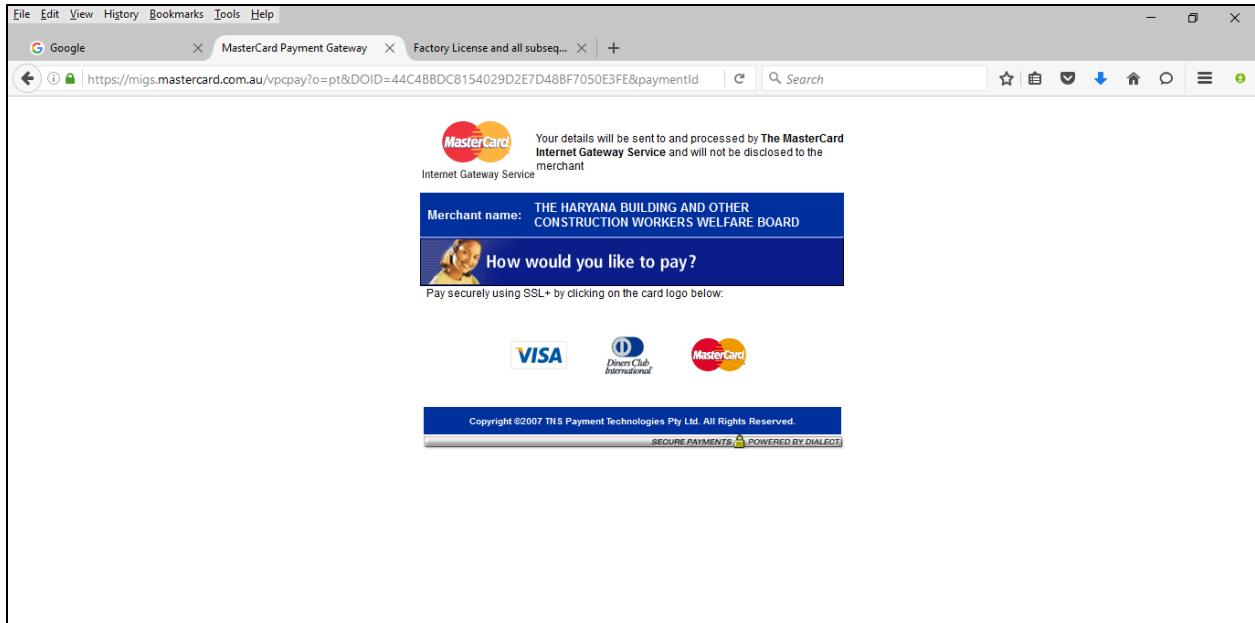 File Edit View History Bookmarks Tools Help
Google MasterCard Payment Gateway Factory License and all subseq...
https://migs.mastercard.com.au/vpcpay?o=pt&DOID=44C4BBDC8154029D2E7D48BF7050E3FE&paymentId Search
MasterCard
Internet Gateway Service
Your details will be sent to and processed by The MasterCard
Internet Gateway Service and will not be disclosed to the
merchant
Merchant name: THE HARYANA BUILDING AND OTHER
CONSTRUCTION WORKERS WELFARE BOARD
How would you like to pay?
Pay securely using SSL+ by clicking on the card logo below:
VISA Diners Club International MasterCard
Copyright ©2007 TNS Payment Technologies Pty Ltd. All Rights Reserved.
SECURE PAYMENTS POWERED BY DIALECT